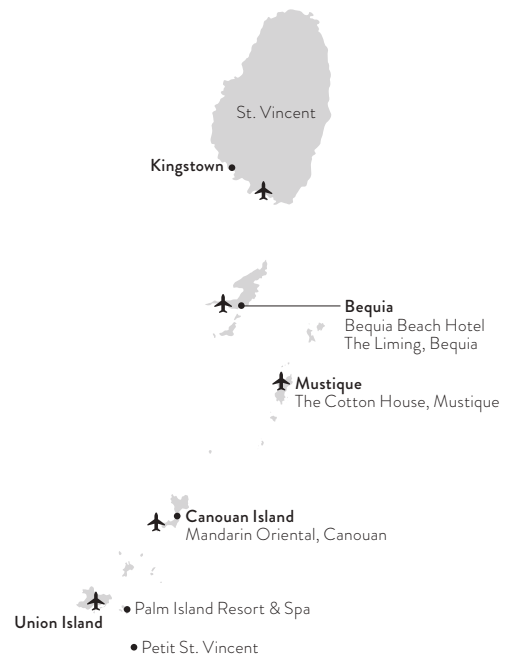 St. Vincent
Kingstown
Bequia
Bequia Beach Hotel
The Liming, Bequia
Mustique
The Cotton House, Mustique
Canouan Island
Mandarin Oriental, Canouan
Palm Island Resort & Spa
Union Island
Petit St. Vincent